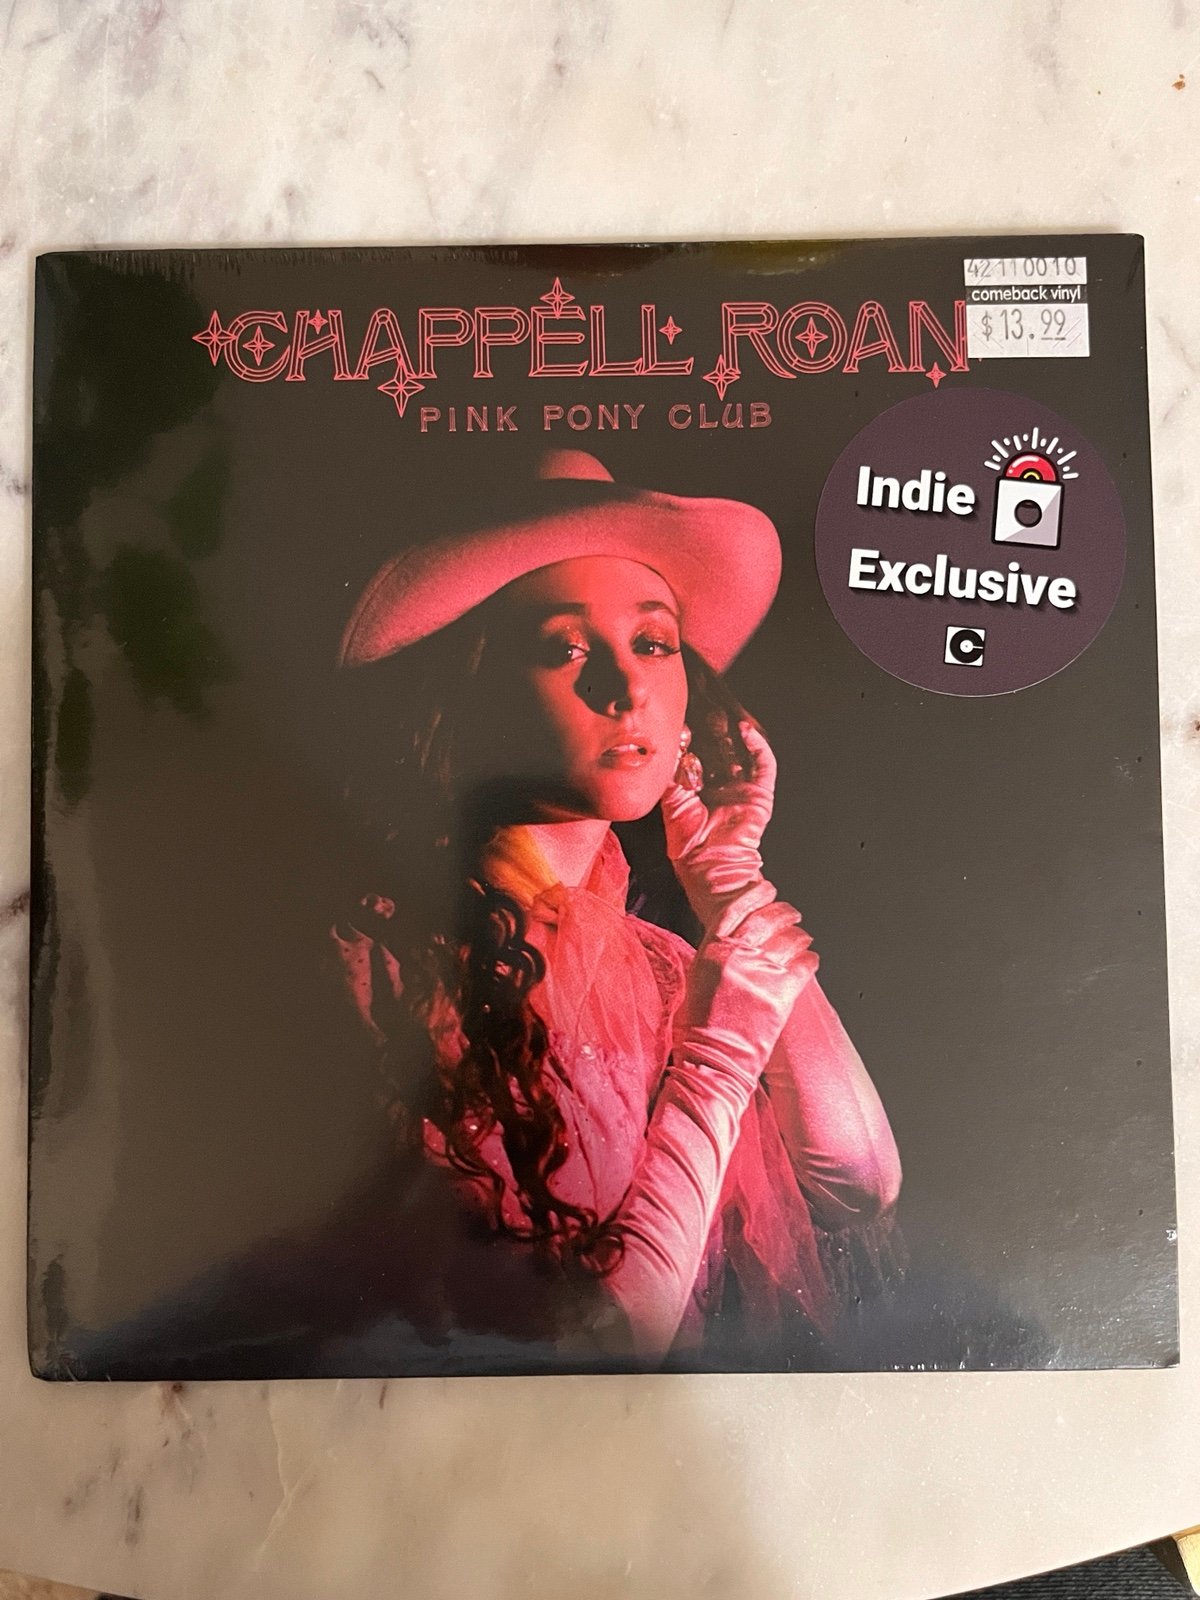 42110010
comeback vinyl
$13.99
CHAPPELL ROAN
PINK PONY CLUB
Indie
Exclusive